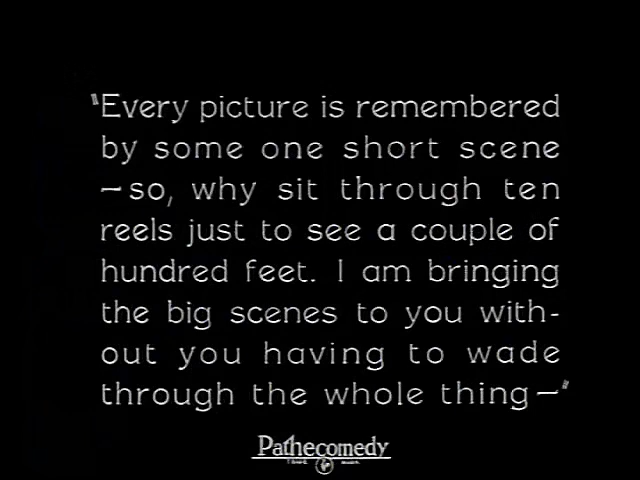 "Every picture is remembered
by some one short scene
—so, why sit through ten
reels just to see a couple of
hundred feet. I am bringing
the big scenes to you with-
out you having to wade
through the whole thing—"
Pathecomedy
TRADE MARK